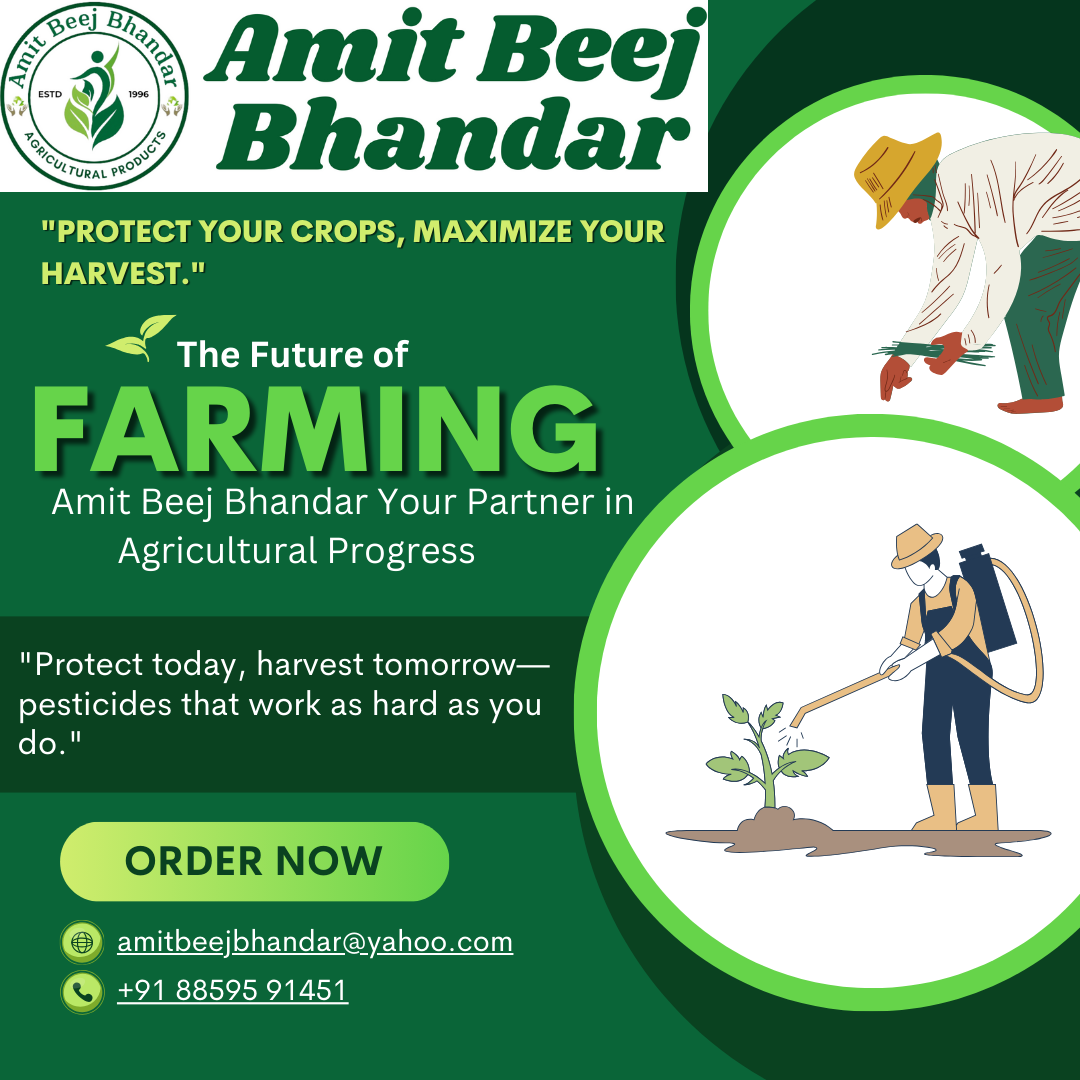 Amit Beej Bhandar
ESTD 1996
AGRICULTURAL PRODUCTS
Amit Beej
Bhandar
"PROTECT YOUR CROPS, MAXIMIZE YOUR
HARVEST."
The Future of
FARMING
Amit Beej Bhandar Your Partner in
Agricultural Progress
"Protect today, harvest tomorrow—
pesticides that work as hard as you
do."
ORDER NOW
amitbeejbhandar@yahoo.com
+91 88595 91451